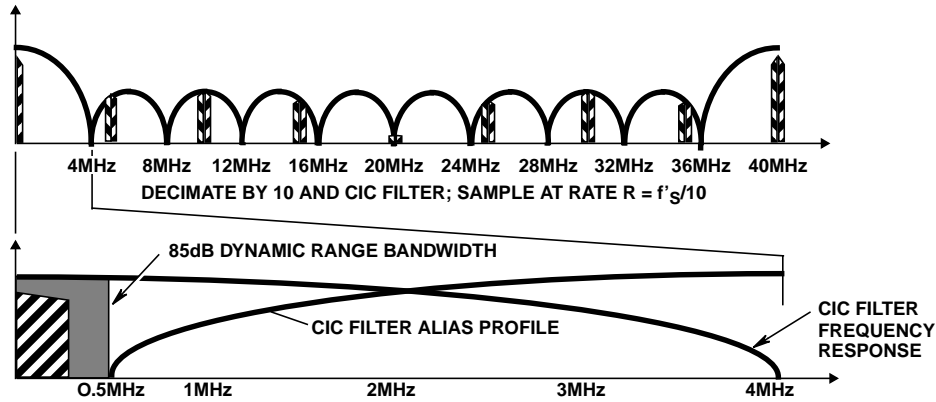 4MHz 8MHz 12MHz 16MHz 20MHz 24MHz 28MHz 32MHz 36MHz 40MHz
DECIMATE BY 10 AND CIC FILTER; SAMPLE AT RATE R = f'S/10
85dB DYNAMIC RANGE BANDWIDTH
CIC FILTER ALIAS PROFILE
CIC FILTER
FREQUENCY
RESPONSE
0.5MHz 1MHz 2MHz 3MHz 4MHz